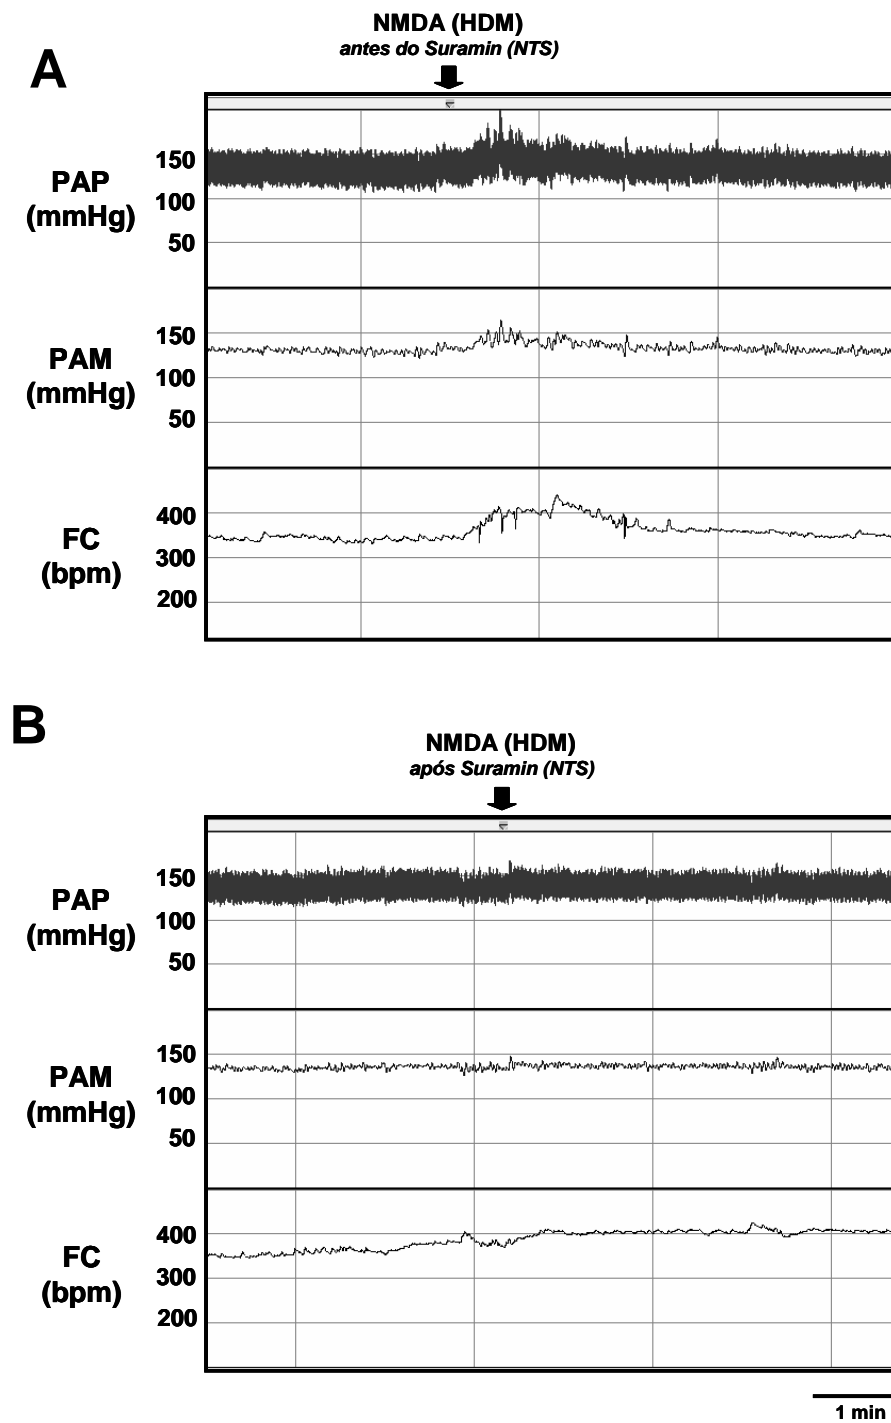 A
NMDA (HDM)
antes do Suramin (NTS)
PAP
(mmHg)
150
100
50
PAM
(mmHg)
150
100
50
FC
(bpm)
400
300
200
B
NMDA (HDM)
após Suramin (NTS)
PAP
(mmHg)
150
100
50
PAM
(mmHg)
150
100
50
FC
(bpm)
400
300
200
1 min